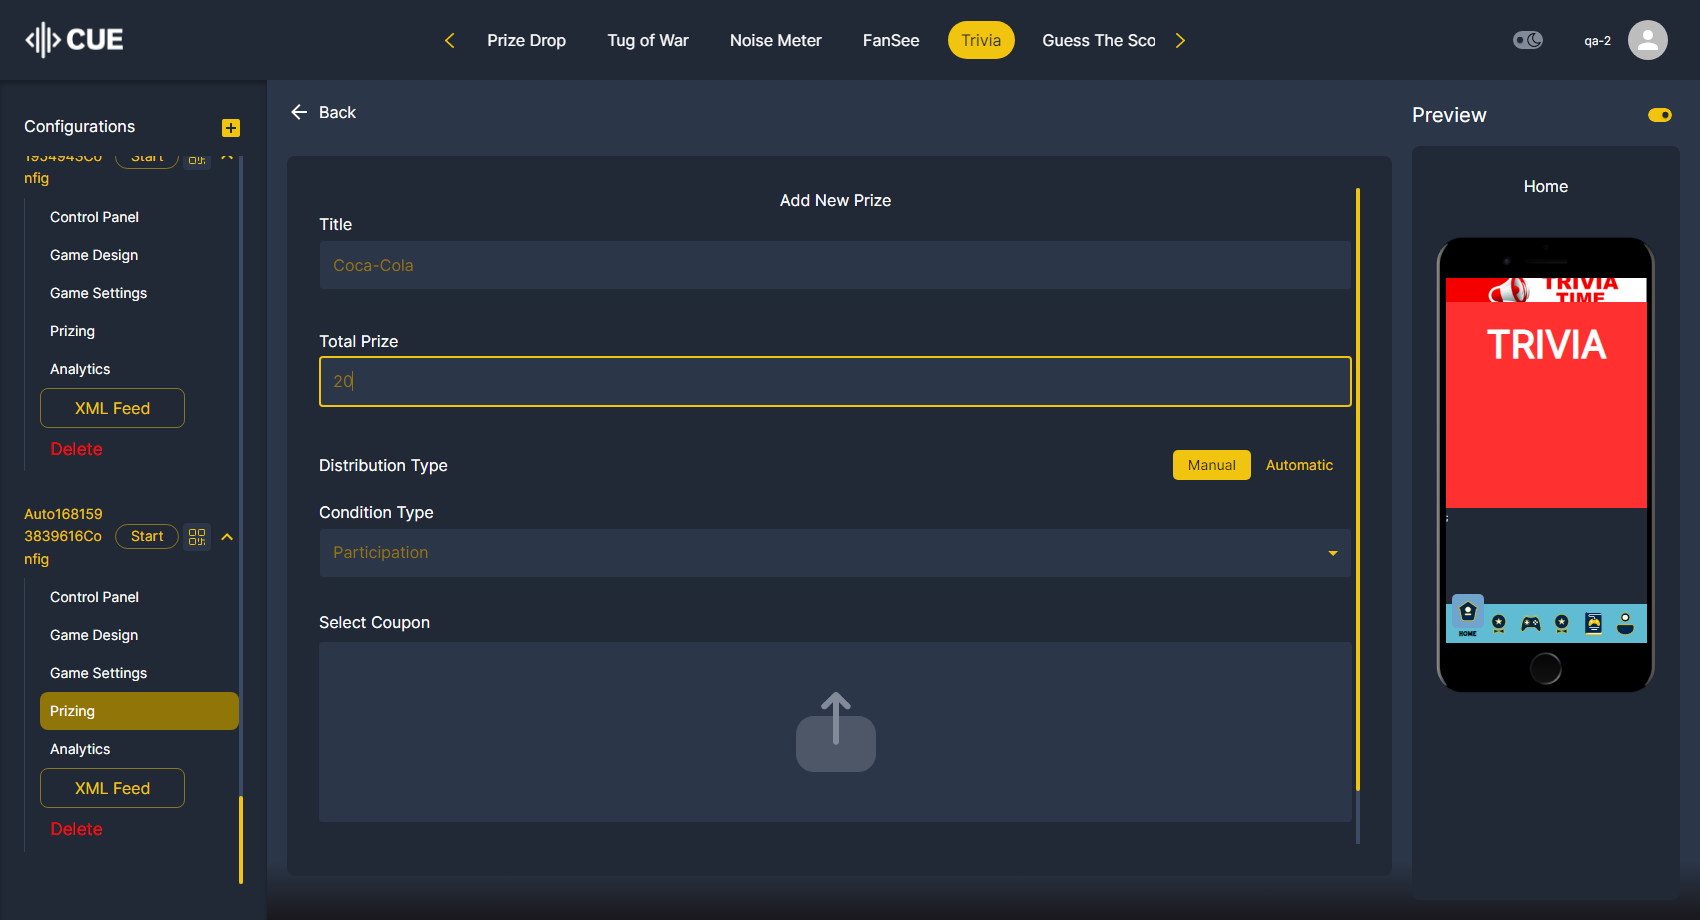 CUE
Prize Drop
Tug of War
Noise Meter
FanSee
Trivia
Guess The Sco
qa-2
Configurations
1954943Co
nfig
Start
Control Panel
Game Design
Game Settings
Prizing
Analytics
XML Feed
Delete
Auto168159
3839616Co
nfig
Start
Control Panel
Game Design
Game Settings
Prizing
Analytics
XML Feed
Delete
Back
Add New Prize
Title
Coca-Cola
Total Prize
20
Distribution Type
Manual
Automatic
Condition Type
Participation
Select Coupon
Preview
Home
TRIVIA
TIME
TRIVIA
;
HOME